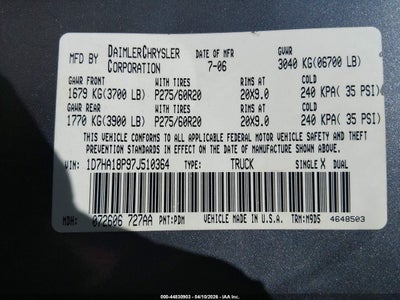 MFD BY DAIMLERCHRYSLER CORPORATION DATE OF MFR 7-06 GVWR 3040 KG(06700 LB)
GAWR FRONT WITH TIRES RIMS AT COLD
1679 KG(3700 LB) P275/60R20 20X9.0 240 KPA( 35 PSI)
GAWR REAR WITH TIRES RIMS AT COLD
1770 KG(3900 LB) P275/60R20 20X9.0 240 KPA( 35 PSI)
THIS VEHICLE CONFORMS TO ALL APPLICABLE FEDERAL MOTOR VEHICLE SAFETY AND THEFT
PREVENTION STANDARDS IN EFFECT ON THE DATE OF MANUFACTURE SHOWN ABOVE.
VIN: 1D7HA18P97J510364 TYPE: TRUCK SINGLE X DUAL
MDH: 072606 727AA PNT:PDM VEHICLE MADE IN U.S.A. TRM:M9DS
4648503
000-44830903 - 04/10/2026 - www.iaai.com